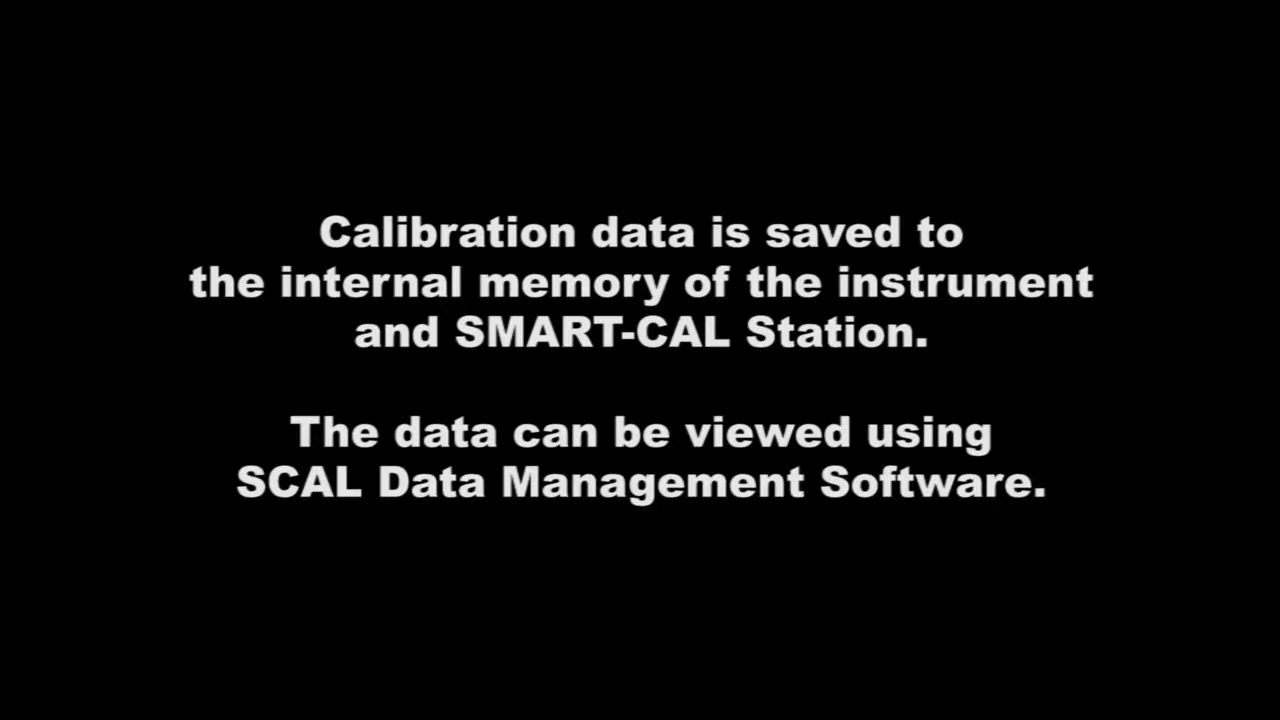 Calibration data is saved to
the internal memory of the instrument
and SMART-CAL Station.
The data can be viewed using
SCAL Data Management Software.